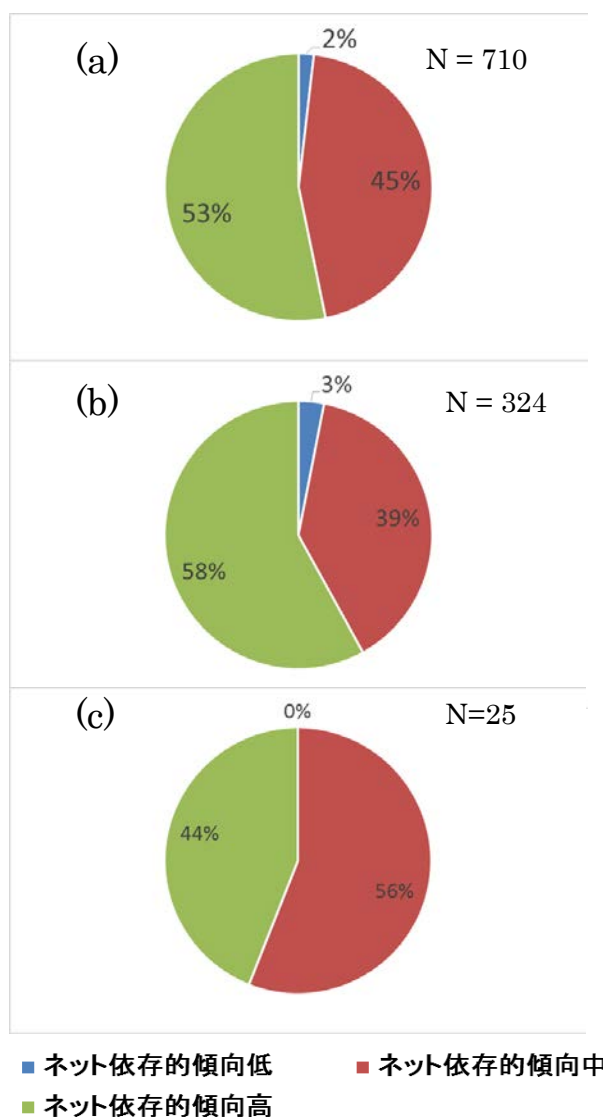 (a)
2%
N = 710
45%
53%
(b)
3%
N = 324
39%
58%
(c)
0%
N=25
44%
56%
ネット依存的傾向低
ネット依存的傾向中
ネット依存的傾向高